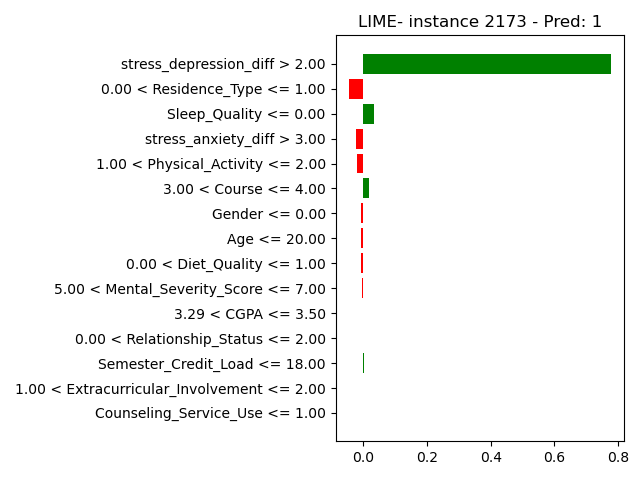 LIME- instance 2173 - Pred: 1
stress_depression_diff > 2.00
0.00 < Residence_Type <= 1.00
Sleep_Quality <= 0.00
stress_anxiety_diff > 3.00
1.00 < Physical_Activity <= 2.00
3.00 < Course <= 4.00
Gender <= 0.00
Age <= 20.00
0.00 < Diet_Quality <= 1.00
5.00 < Mental_Severity_Score <= 7.00
3.29 < CGPA <= 3.50
0.00 < Relationship_Status <= 2.00
Semester_Credit_Load <= 18.00
1.00 < Extracurricular_Involvement <= 2.00
Counseling_Service_Use <= 1.00
0.0 0.2 0.4 0.6 0.8